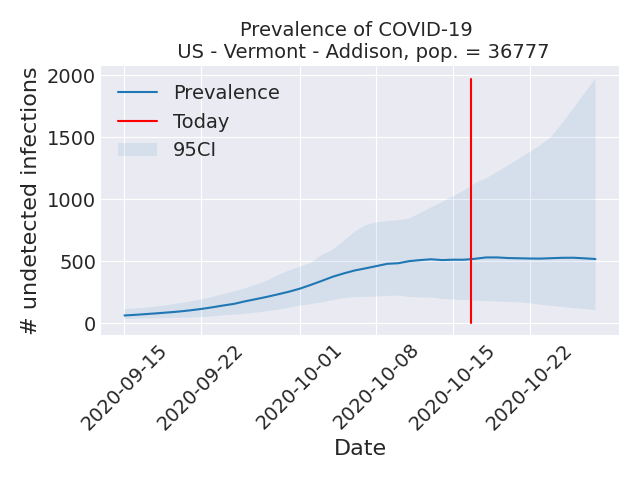 Prevalence of COVID-19
US - Vermont - Addison, pop. = 36777
# undetected infections
2000
1500
1000
500
0
Prevalence
Today
95CI
2020-09-15
2020-09-22
2020-10-01
2020-10-08
2020-10-15
2020-10-22
Date